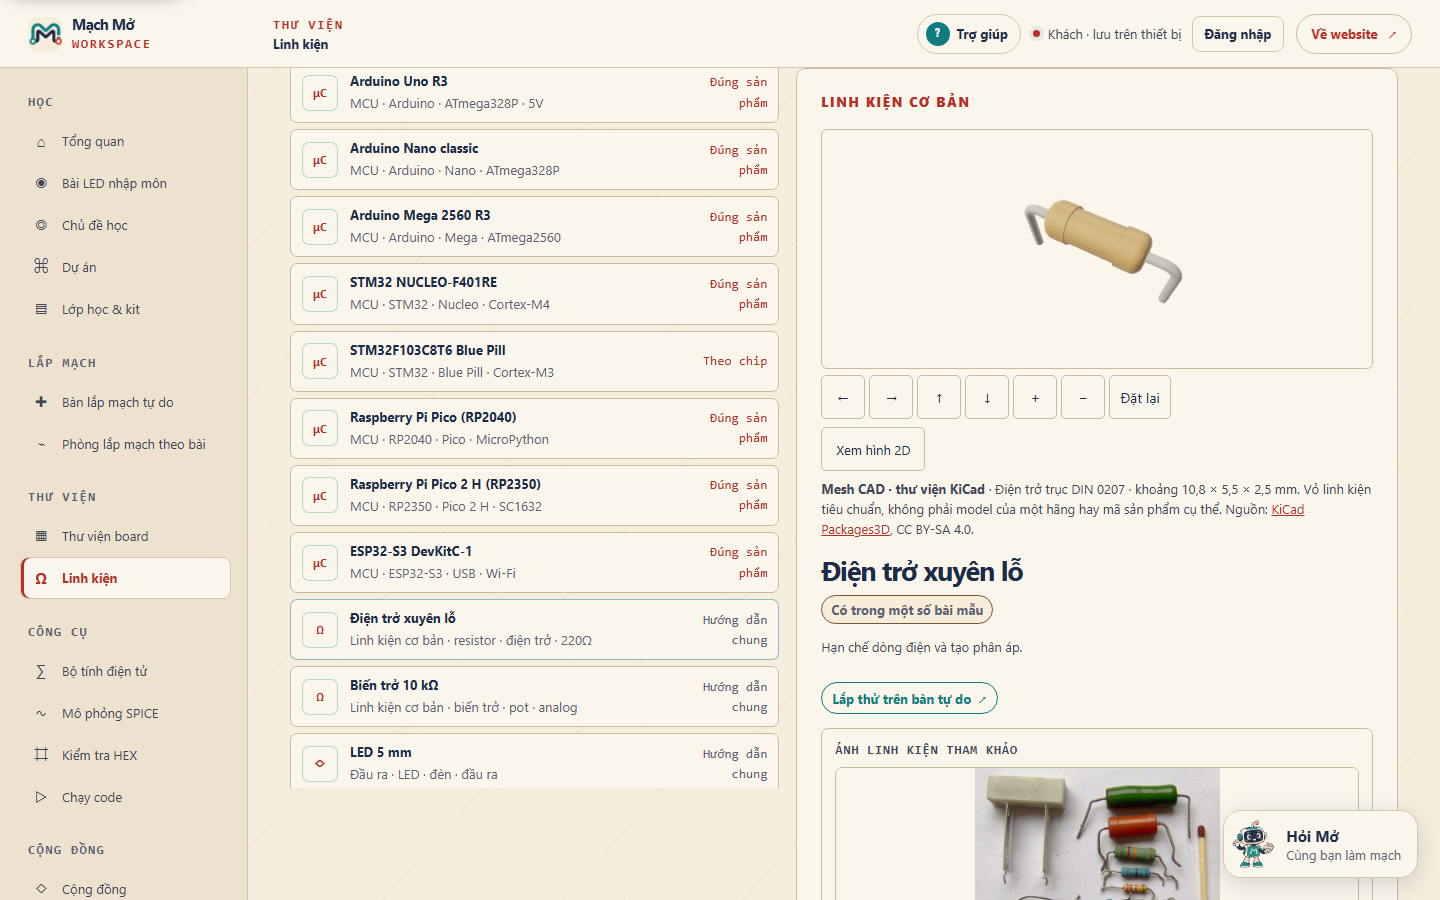 Mạch Mở
WORKSPACE
THƯ VIỆN
Linh kiện
? Trợ giúp
Khách · lưu trên thiết bị
Đăng nhập
Về website ↗
HỌC
Tổng quan
Bài LED nhập môn
Chủ đề học
Dự án
Lớp học & kit
LẮP MẠCH
Bàn lắp mạch tự do
Phòng lắp mạch theo bài
THƯ VIỆN
Thư viện board
Ω Linh kiện
CÔNG CỤ
∑ Bộ tính điện tử
Mô phỏng SPICE
Kiểm tra HEX
Chạy code
CỘNG ĐỒNG
Cộng đồng
µC
Arduino Uno R3
MCU · Arduino · ATmega328P · 5V
Đúng sản
phẩm
µC
Arduino Nano classic
MCU · Arduino · Nano · ATmega328P
Đúng sản
phẩm
µC
Arduino Mega 2560 R3
MCU · Arduino · Mega · ATmega2560
Đúng sản
phẩm
µC
STM32 NUCLEO-F401RE
MCU · STM32 · Nucleo · Cortex-M4
Đúng sản
phẩm
µC
STM32F103C8T6 Blue Pill
MCU · STM32 · Blue Pill · Cortex-M3
Theo chip
µC
Raspberry Pi Pico (RP2040)
MCU · RP2040 · Pico · MicroPython
Đúng sản
phẩm
µC
Raspberry Pi Pico 2 H (RP2350)
MCU · RP2350 · Pico 2 H · SC1632
Đúng sản
phẩm
µC
ESP32-S3 DevKitC-1
MCU · ESP32-S3 · USB · Wi-Fi
Đúng sản
phẩm
Ω
Điện trở xuyên lỗ
Linh kiện cơ bản · resistor · điện trở · 220Ω
Hướng dẫn
chung
Ω
Biến trở 10 kΩ
Linh kiện cơ bản · biến trở · pot · analog
Hướng dẫn
chung
LED 5 mm
Đầu ra · LED · đèn · đầu ra
Hướng dẫn
chung
LINH KIỆN CƠ BẢN
← → ↑ ↓ + − Đặt lại
Xem hình 2D
Mesh CAD · thư viện KiCad · Điện trở trục DIN 0207 · khoảng 10,8 × 5,5 × 2,5 mm. Vỏ linh kiện
tiêu chuẩn, không phải model của một hãng hay mã sản phẩm cụ thể. Nguồn: KiCad
Packages3D, CC BY-SA 4.0.
Điện trở xuyên lỗ
Có trong một số bài mẫu
Hạn chế dòng điện và tạo phân áp.
Lắp thử trên bàn tự do ↗
ẢNH LINH KIỆN THAM KHẢO
Hỏi Mở
Cùng bạn làm mạch